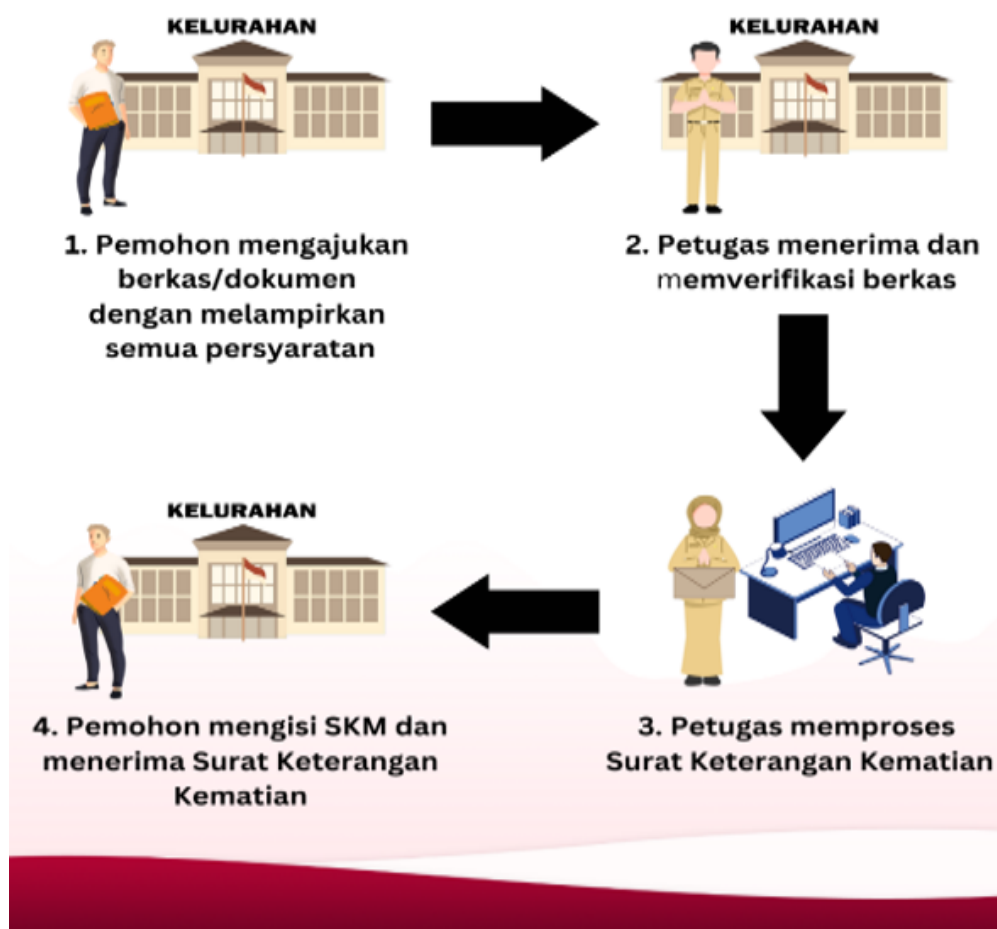 KELURAHAN
1. Pemohon mengajukan
berkas/dokumen
dengan melampirkan
semua persyaratan
KELURAHAN
2. Petugas menerima dan
memverifikasi berkas
3. Petugas memproses
Surat Keterangan Kematian
KELURAHAN
4. Pemohon mengisi SKM dan
menerima Surat Keterangan
Kematian